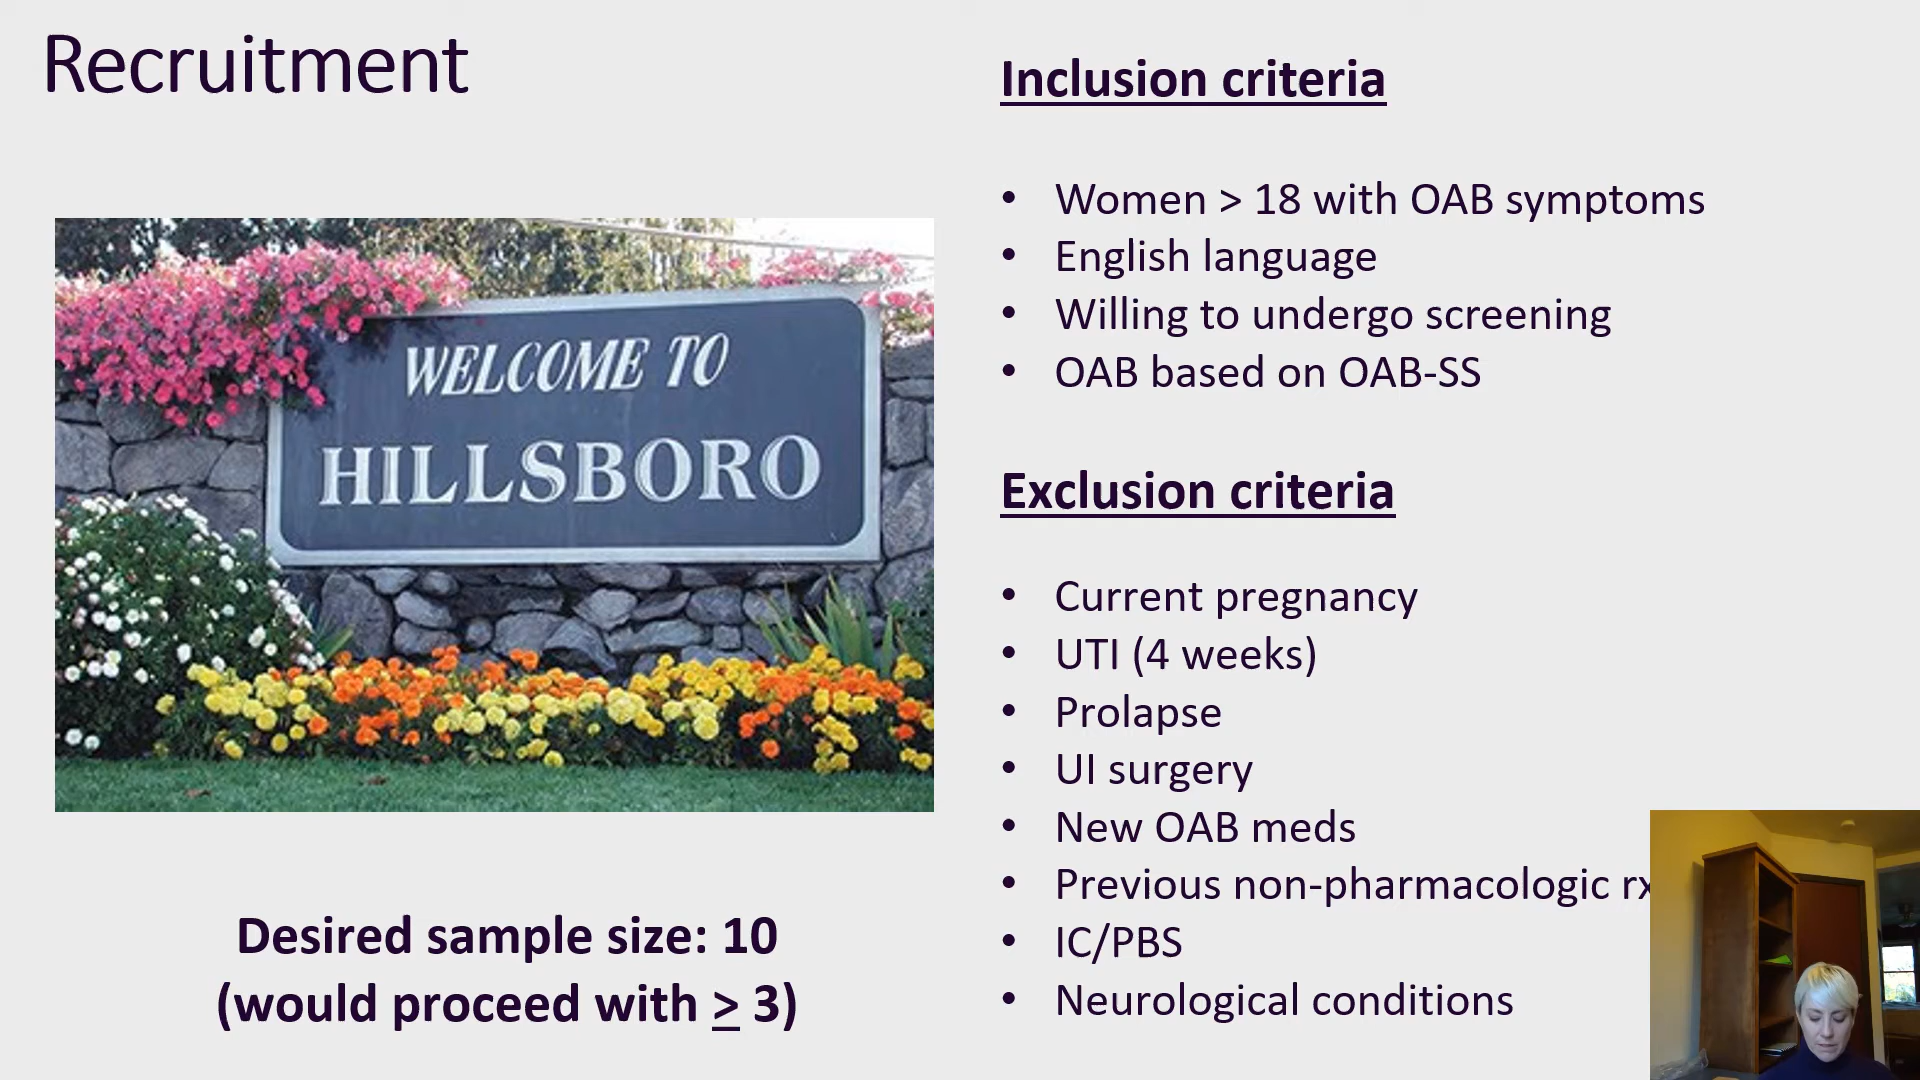 Recruitment
WELCOME TO
HILLSBORO
Desired sample size: 10
(would proceed with ≥ 3)
Inclusion criteria
• Women > 18 with OAB symptoms
• English language
• Willing to undergo screening
• OAB based on OAB-SS
Exclusion criteria
• Current pregnancy
• UTI (4 weeks)
• Prolapse
• UI surgery
• New OAB meds
• Previous non-pharmacologic rx
• IC/PBS
• Neurological conditions